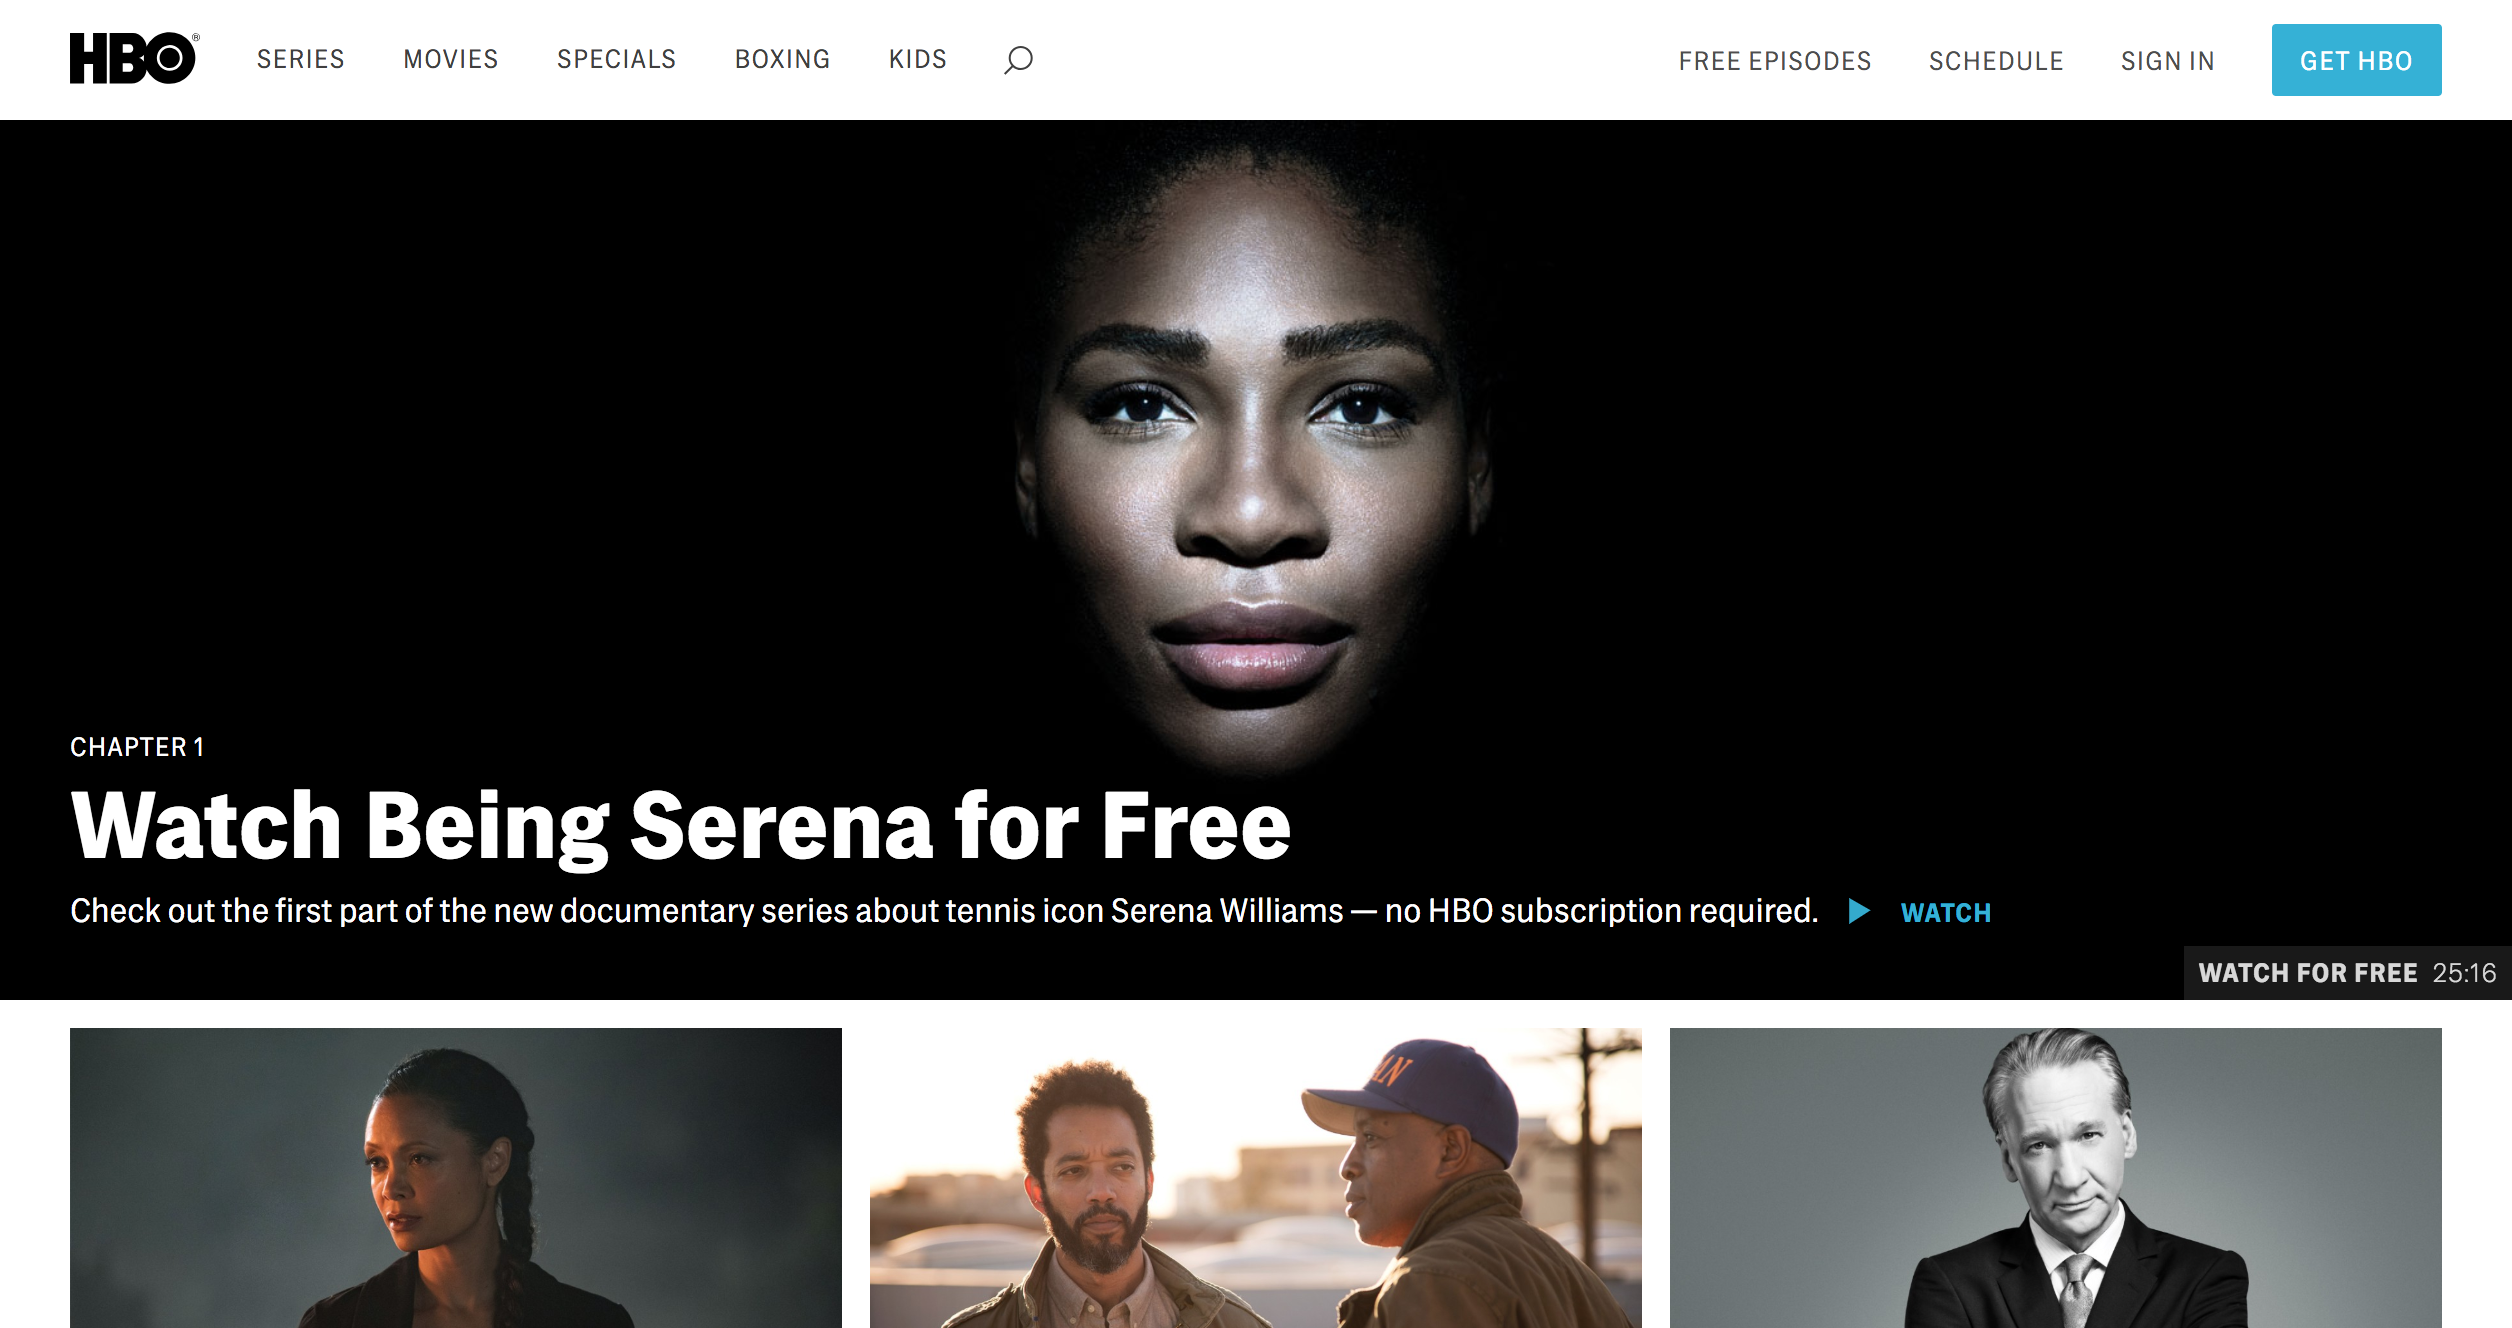 HBO®
SERIES
MOVIES
SPECIALS
BOXING
KIDS
FREE EPISODES
SCHEDULE
SIGN IN
GET HBO
CHAPTER 1
Watch Being Serena for Free
Check out the first part of the new documentary series about tennis icon Serena Williams — no HBO subscription required.
WATCH
WATCH FOR FREE 25:16